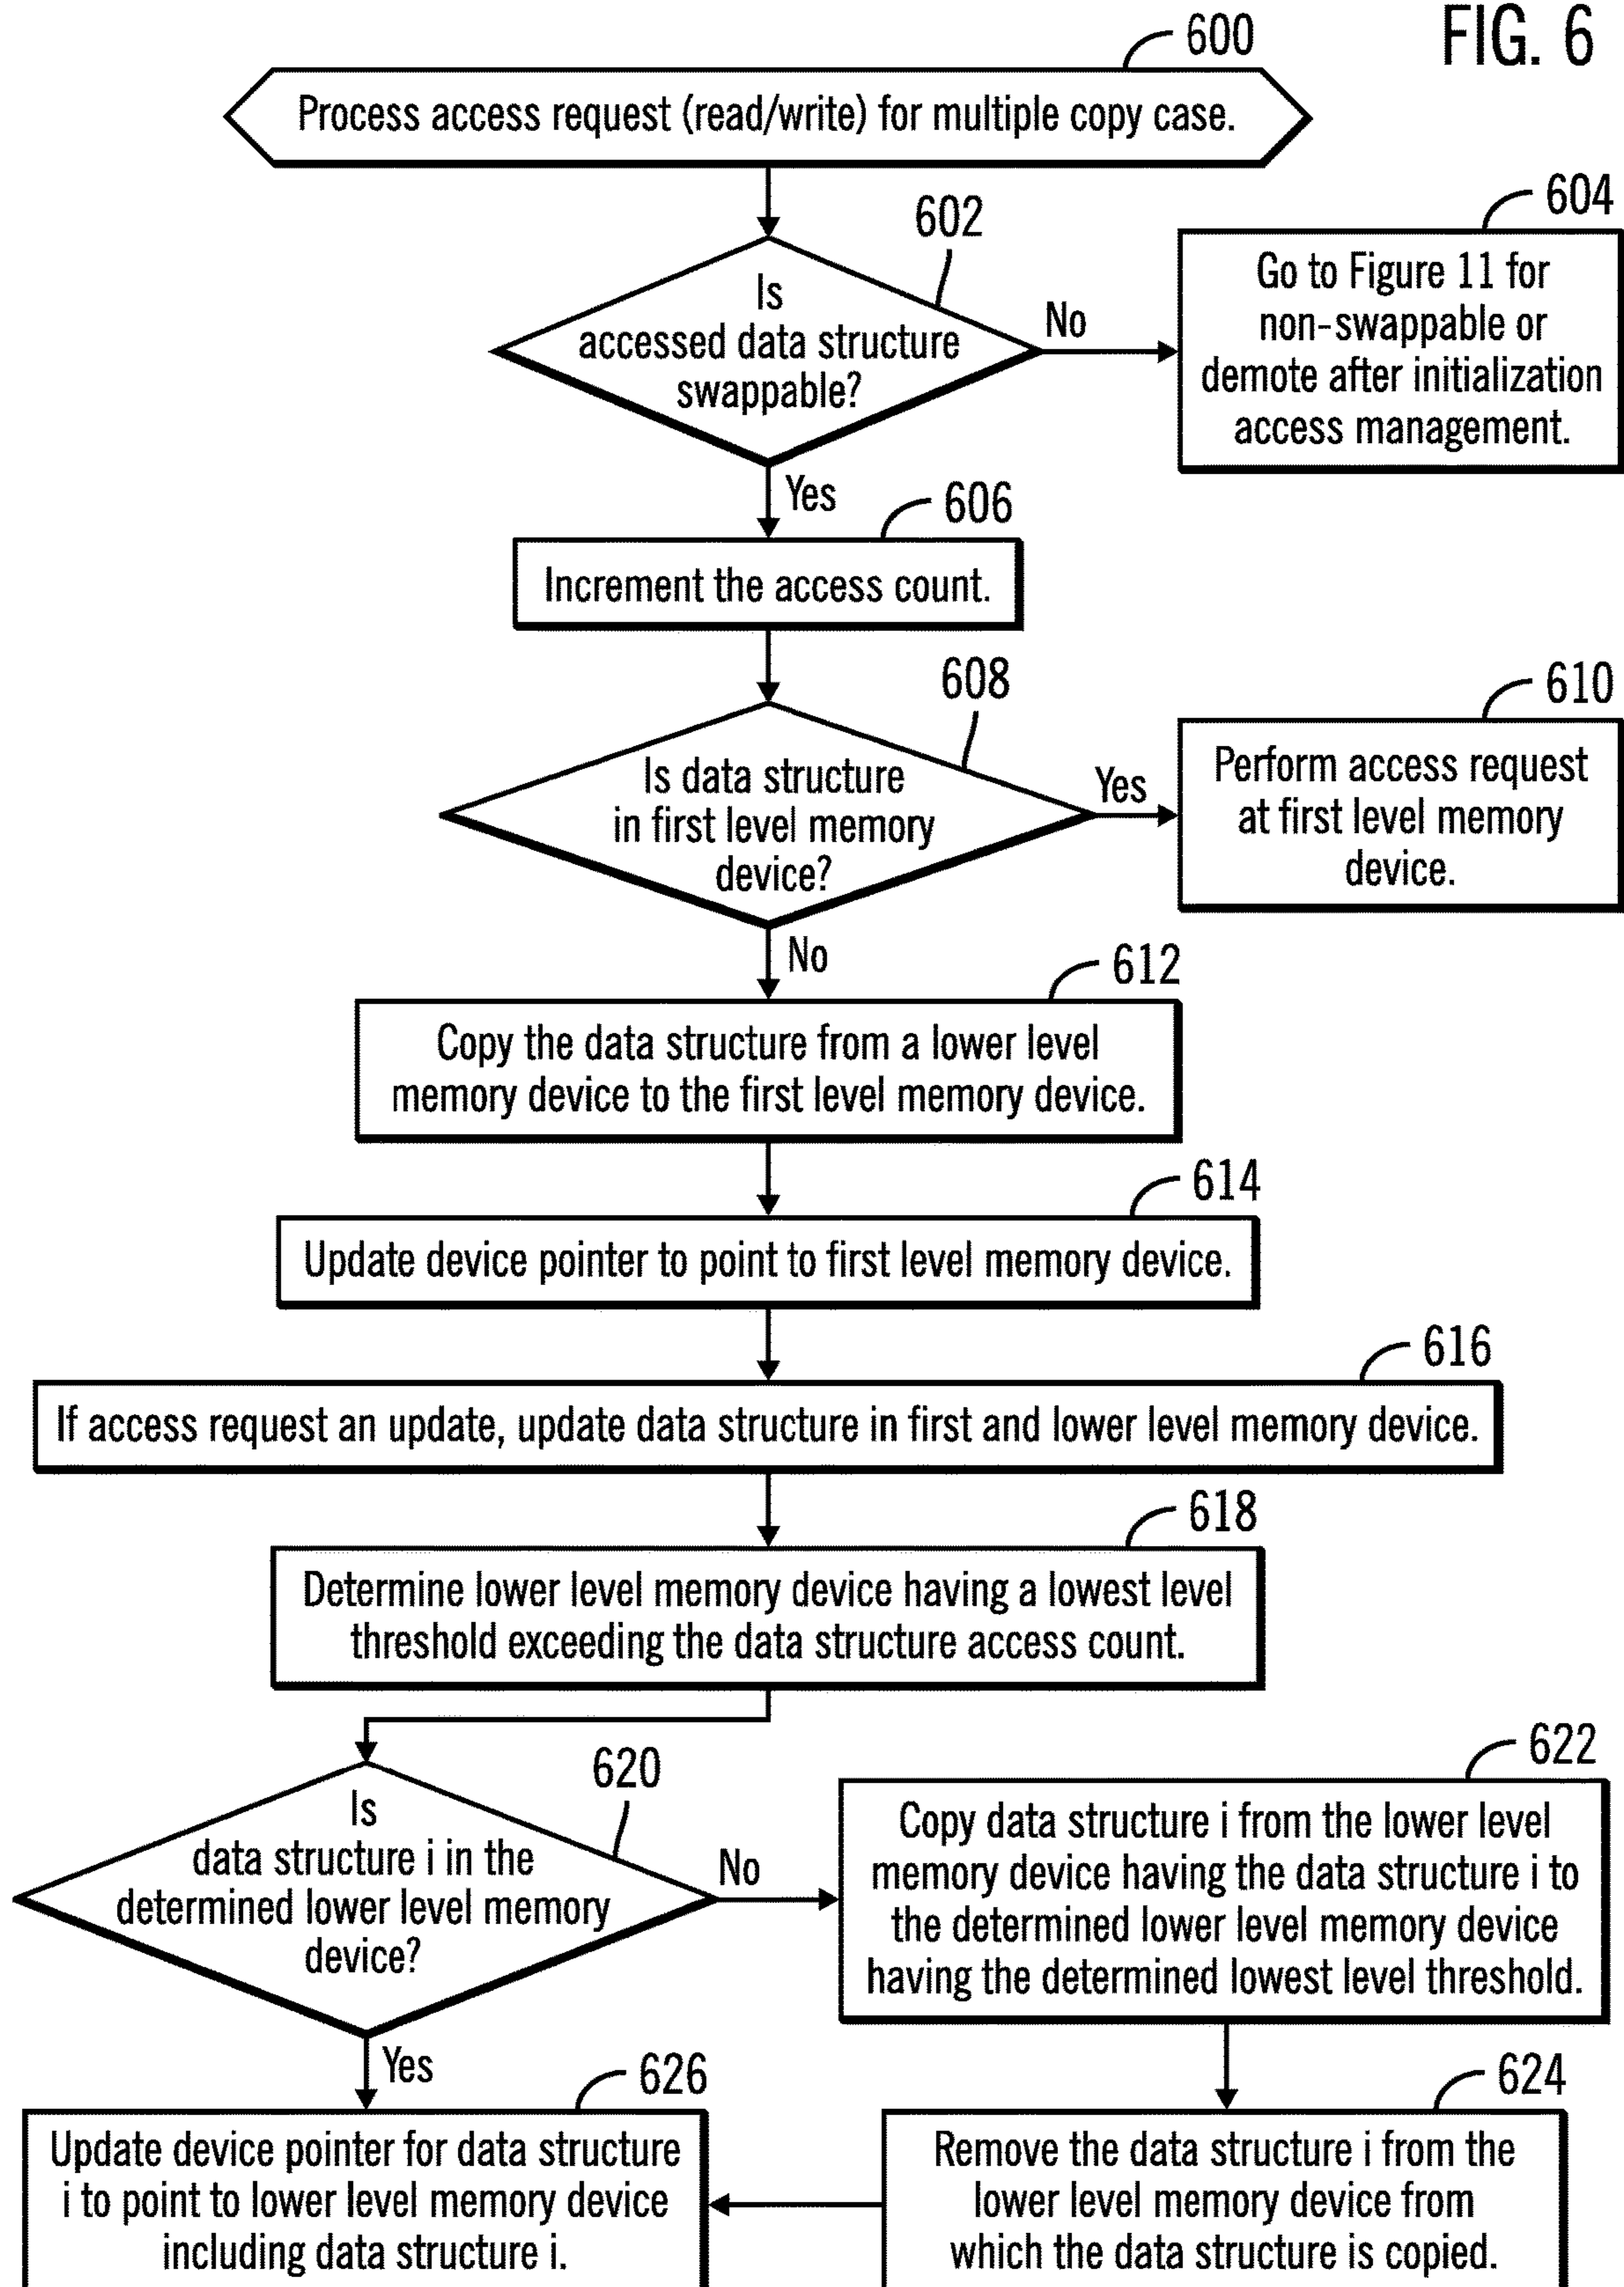 FIG. 6
600
Process access request (read/write) for multiple copy case.
602
Is
accessed data structure
swappable?
No
604
Go to Figure 11 for
non-swappable or
demote after initialization
access management.
Yes
606
Increment the access count.
608
Is data structure
in first level memory
device?
Yes
610
Perform access request
at first level memory
device.
No
612
Copy the data structure from a lower level
memory device to the first level memory device.
614
Update device pointer to point to first level memory device.
616
If access request an update, update data structure in first and lower level memory device.
618
Determine lower level memory device having a lowest level
threshold exceeding the data structure access count.
620
Is
data structure i in the
determined lower level memory
device?
No
622
Copy data structure i from the lower level
memory device having the data structure i to
the determined lower level memory device
having the determined lowest level threshold.
Yes
626
Update device pointer for data structure
i to point to lower level memory device
including data structure i.
624
Remove the data structure i from the
lower level memory device from
which the data structure is copied.